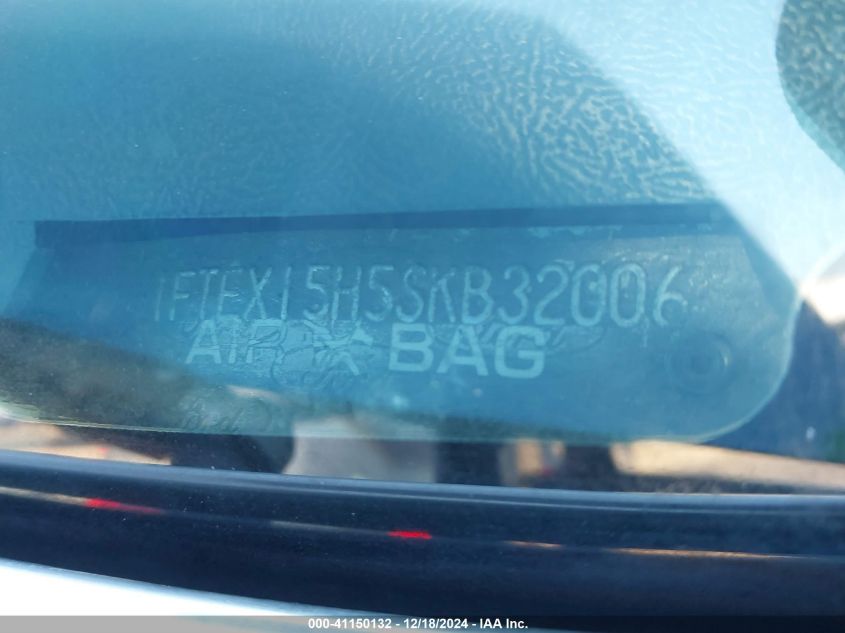 1FTEX15H5SKB32006
AIR BAG
000-41150132 - 12/18/2024 - IAA Inc.